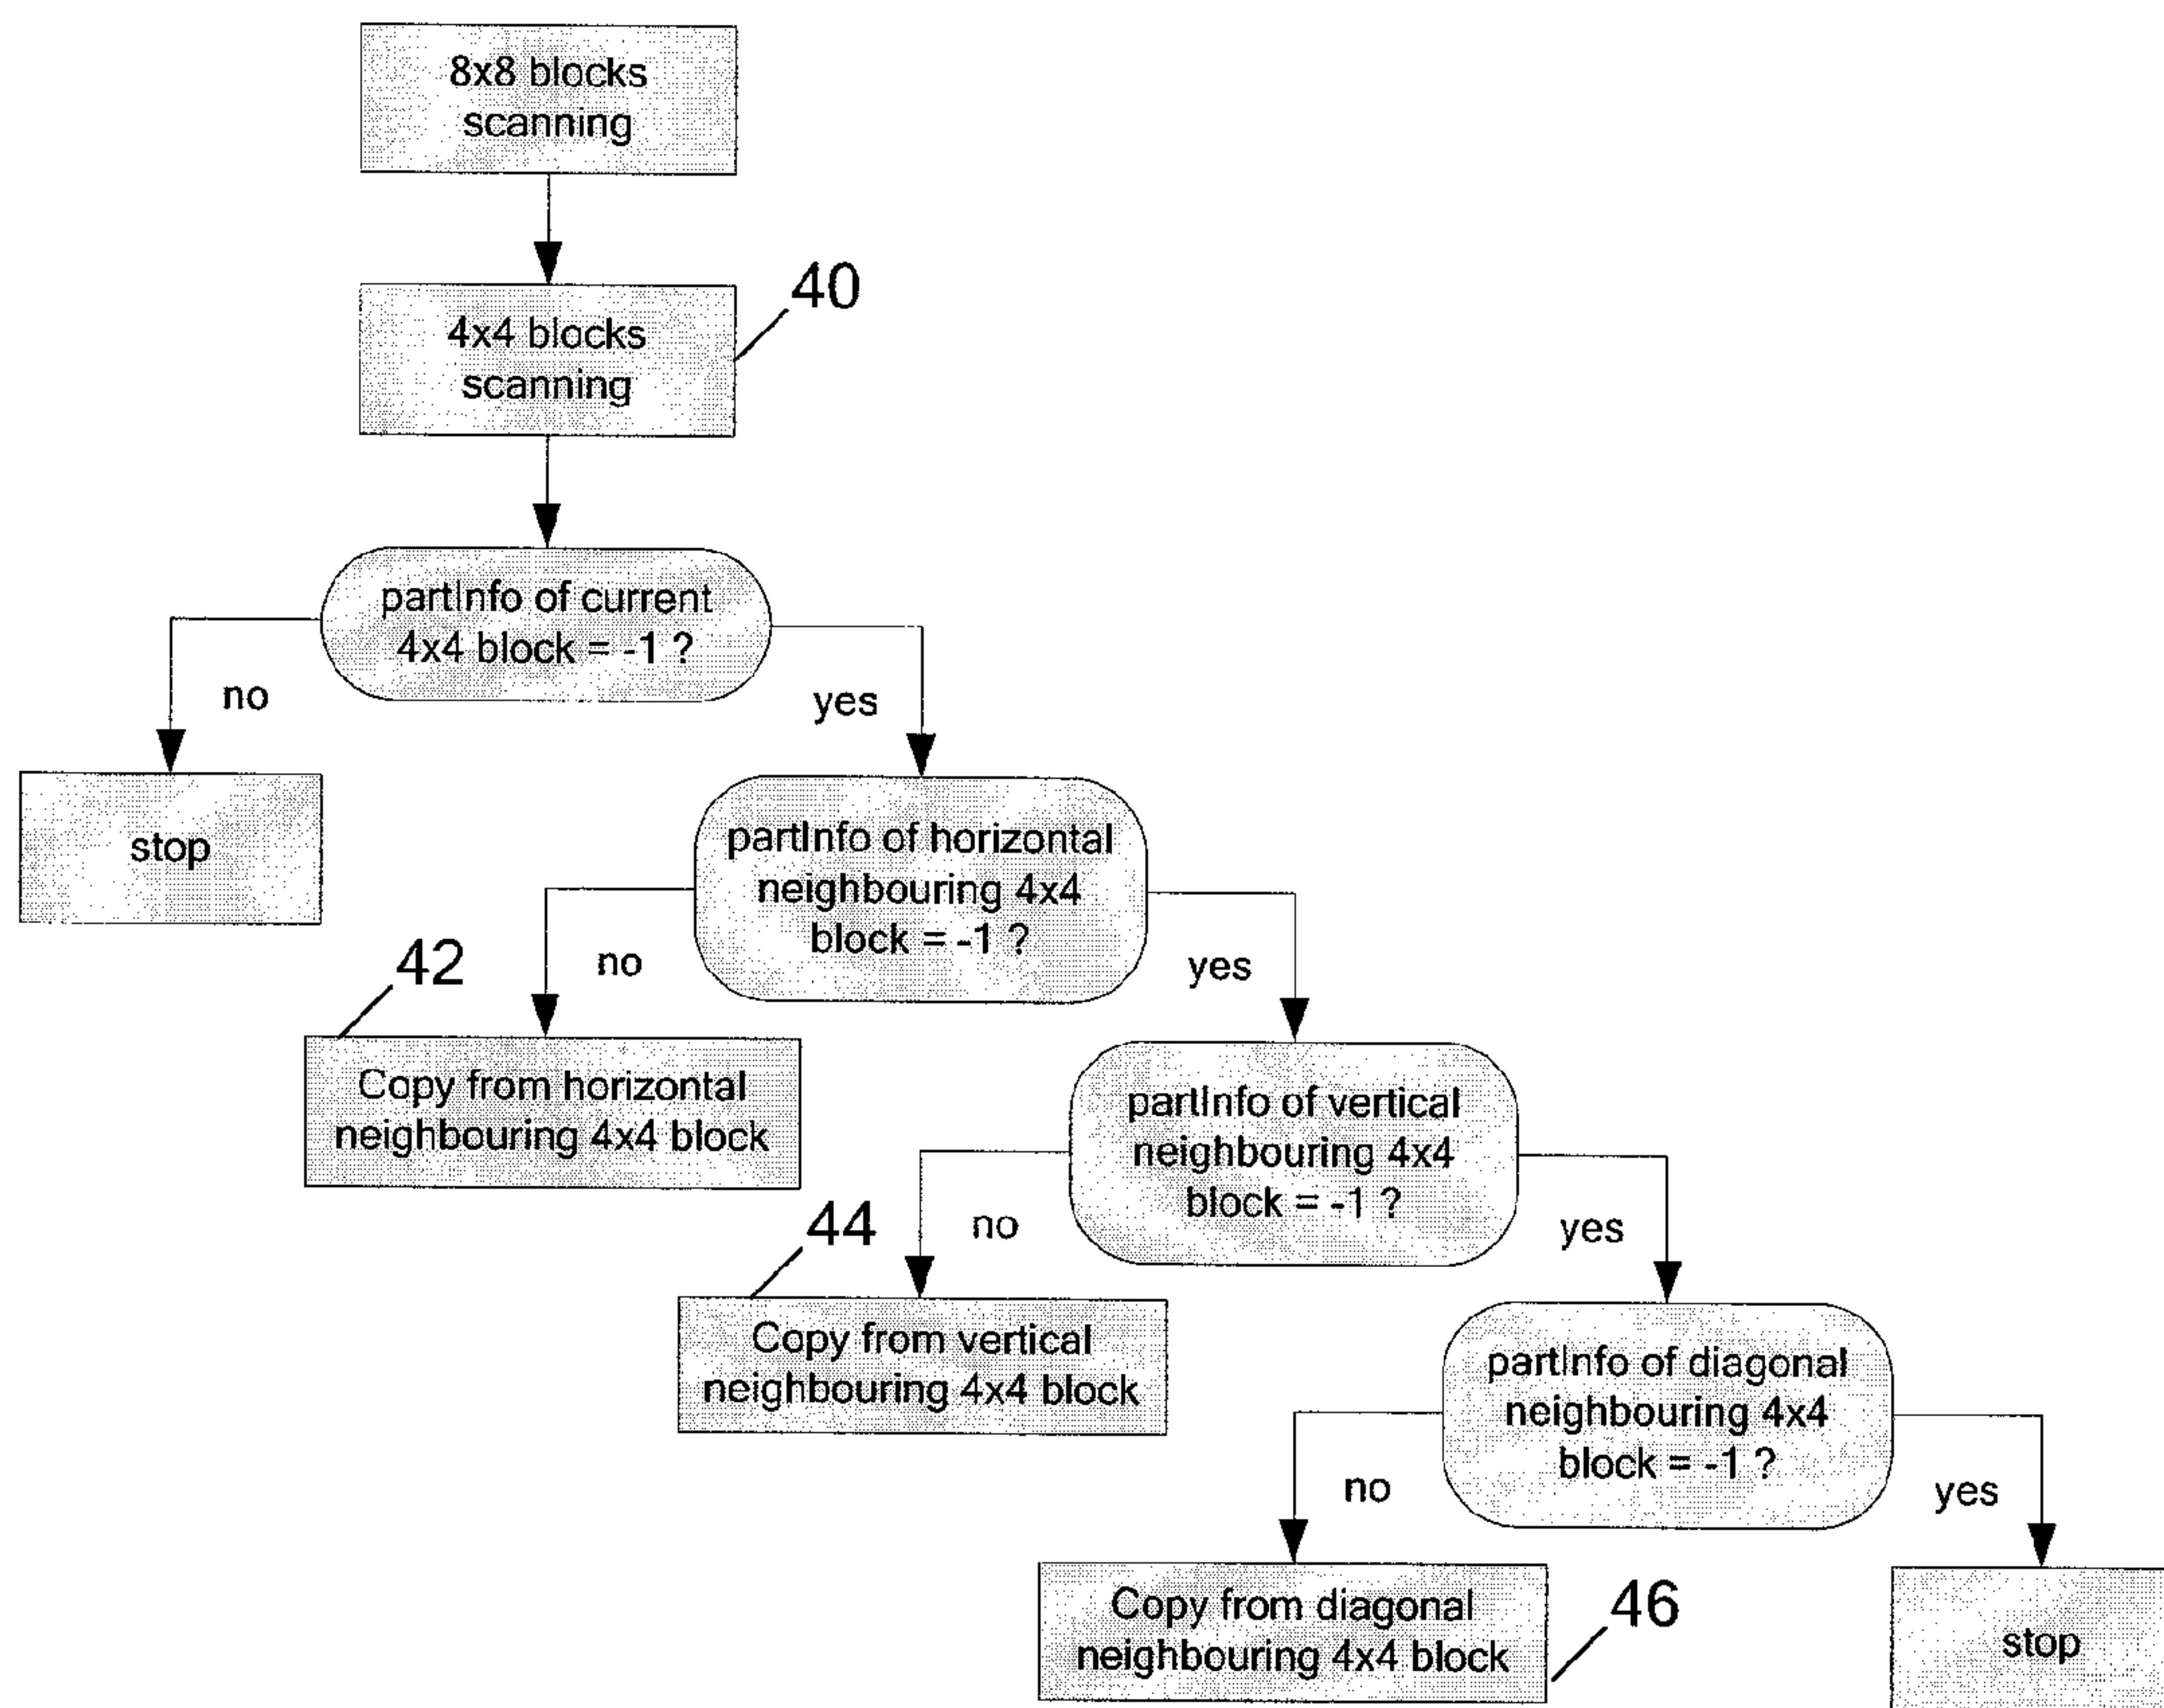 8x8 blocks
scanning
40
4x4 blocks
scanning
partInfo of current
4x4 block = -1 ?
no
yes
stop
partInfo of horizontal
neighbouring 4x4
block = -1 ?
42
no
yes
Copy from horizontal
neighbouring 4x4 block
partInfo of vertical
neighbouring 4x4
block = -1 ?
44
no
yes
Copy from vertical
neighbouring 4x4 block
partInfo of diagonal
neighbouring 4x4
block = -1 ?
no
yes
Copy from diagonal
neighbouring 4x4 block
46
stop